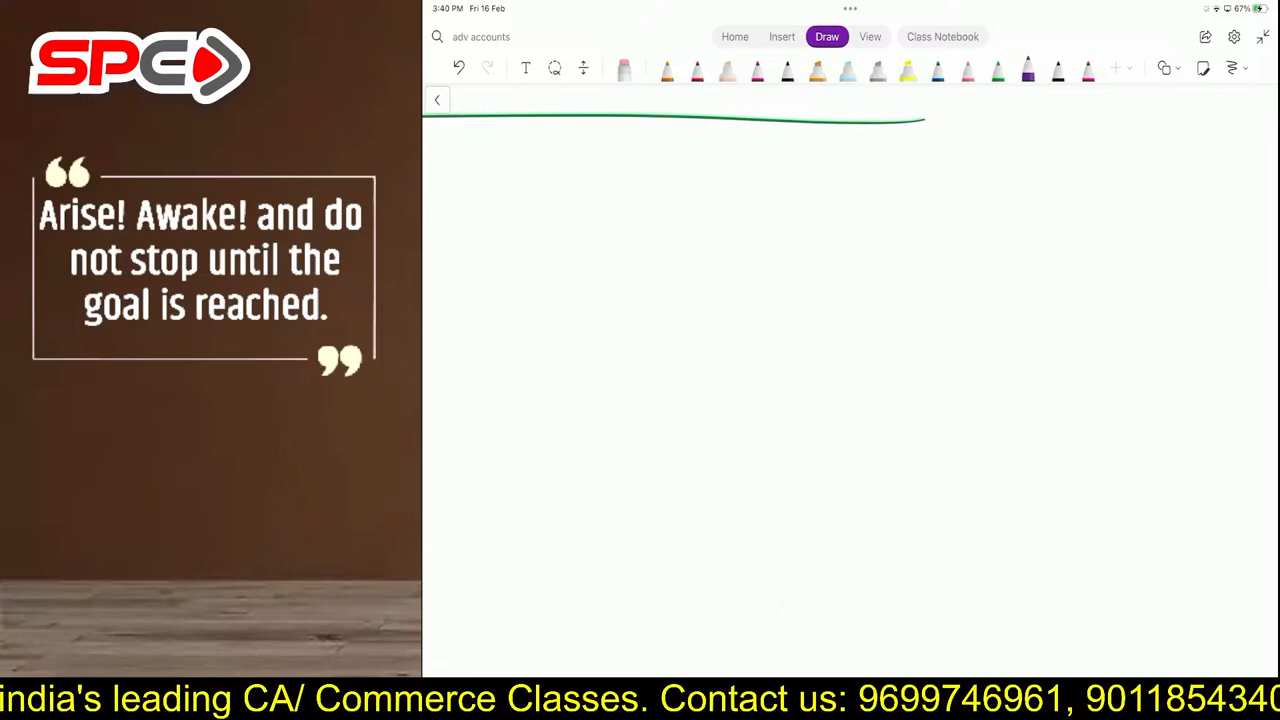 SPED
Arise! Awake! and do
not stop until the
goal is reached.
3:40 PM Fri 16 Feb
67%
adv accounts
Home Insert Draw View Class Notebook
india's leading CA/ Commerce Classes. Contact us: 9699746961, 9011854340